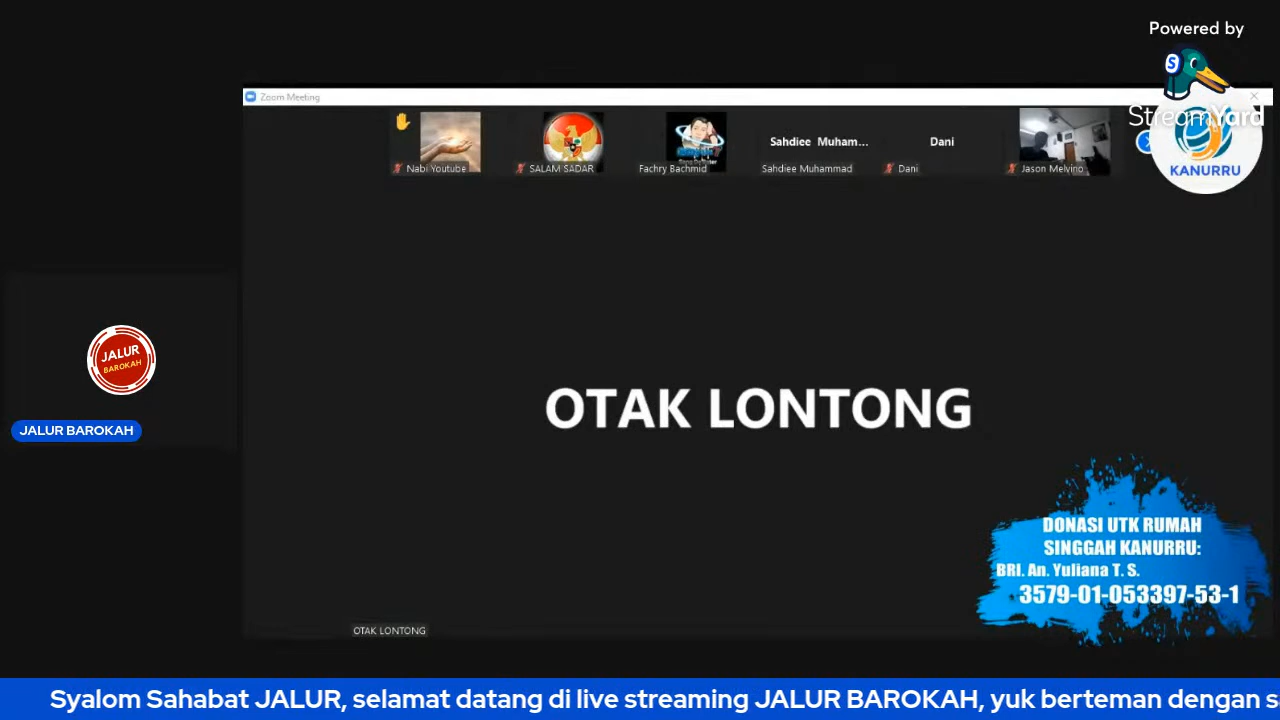 Powered by
StreamYard
S
KANURRU
Zoom Meeting
Nabi Youtube
SALAM SADAR
Fachry Bachmid
Sahdiee Muham...
Sahdiee Muhammad
Dani
Dani
Jason Melvino
OTAK LONTONG
JALUR
BAROKAH
JALUR BAROKAH
DONASI UTK RUMAH
SINGGAH KANURRU:
BRI. An. Yuliana T. S.
3579-01-053397-53-1
OTAK LONTONG
Syalom Sahabat JALUR, selamat datang di live streaming JALUR BAROKAH, yuk berteman dengan s